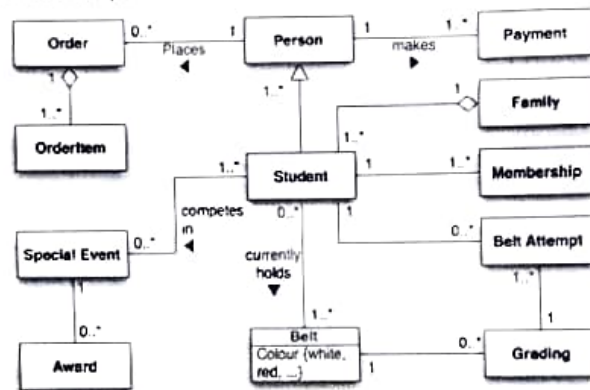 Order
0..*
Places
1
Person
1
makes
1..*
Payment
1
1..*
OrderItem
1..*
1
Family
1..*
1..*
Student
1
1..*
Membership
competes
in
0..*
1
0..*
Special Event
0..*
currently
holds
Belt Attempt
1
1..*
0..*
1..*
Belt
0..*
1
Award
Colour {white,
red, ...}
1
Grading